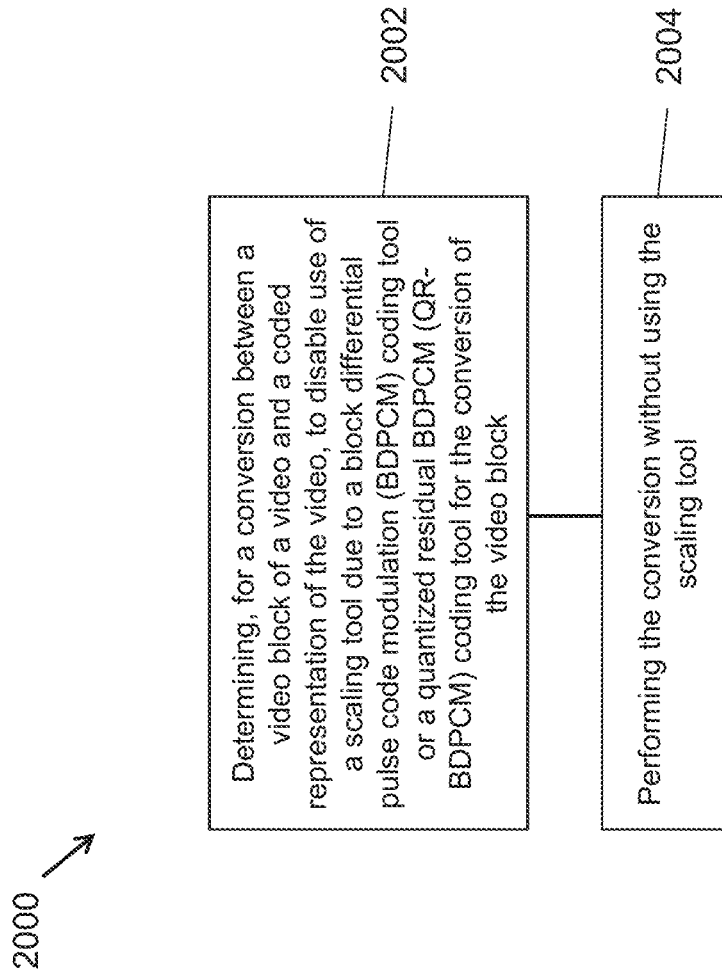 2000
Determining, for a conversion between a
video block of a video and a coded
representation of the video, to disable use of
a scaling tool due to a block differential
pulse code modulation (BDPCM) coding tool
or a quantized residual BDPCM (QR-
BDPCM) coding tool for the conversion of
the video block
2002
Performing the conversion without using the
scaling tool
2004